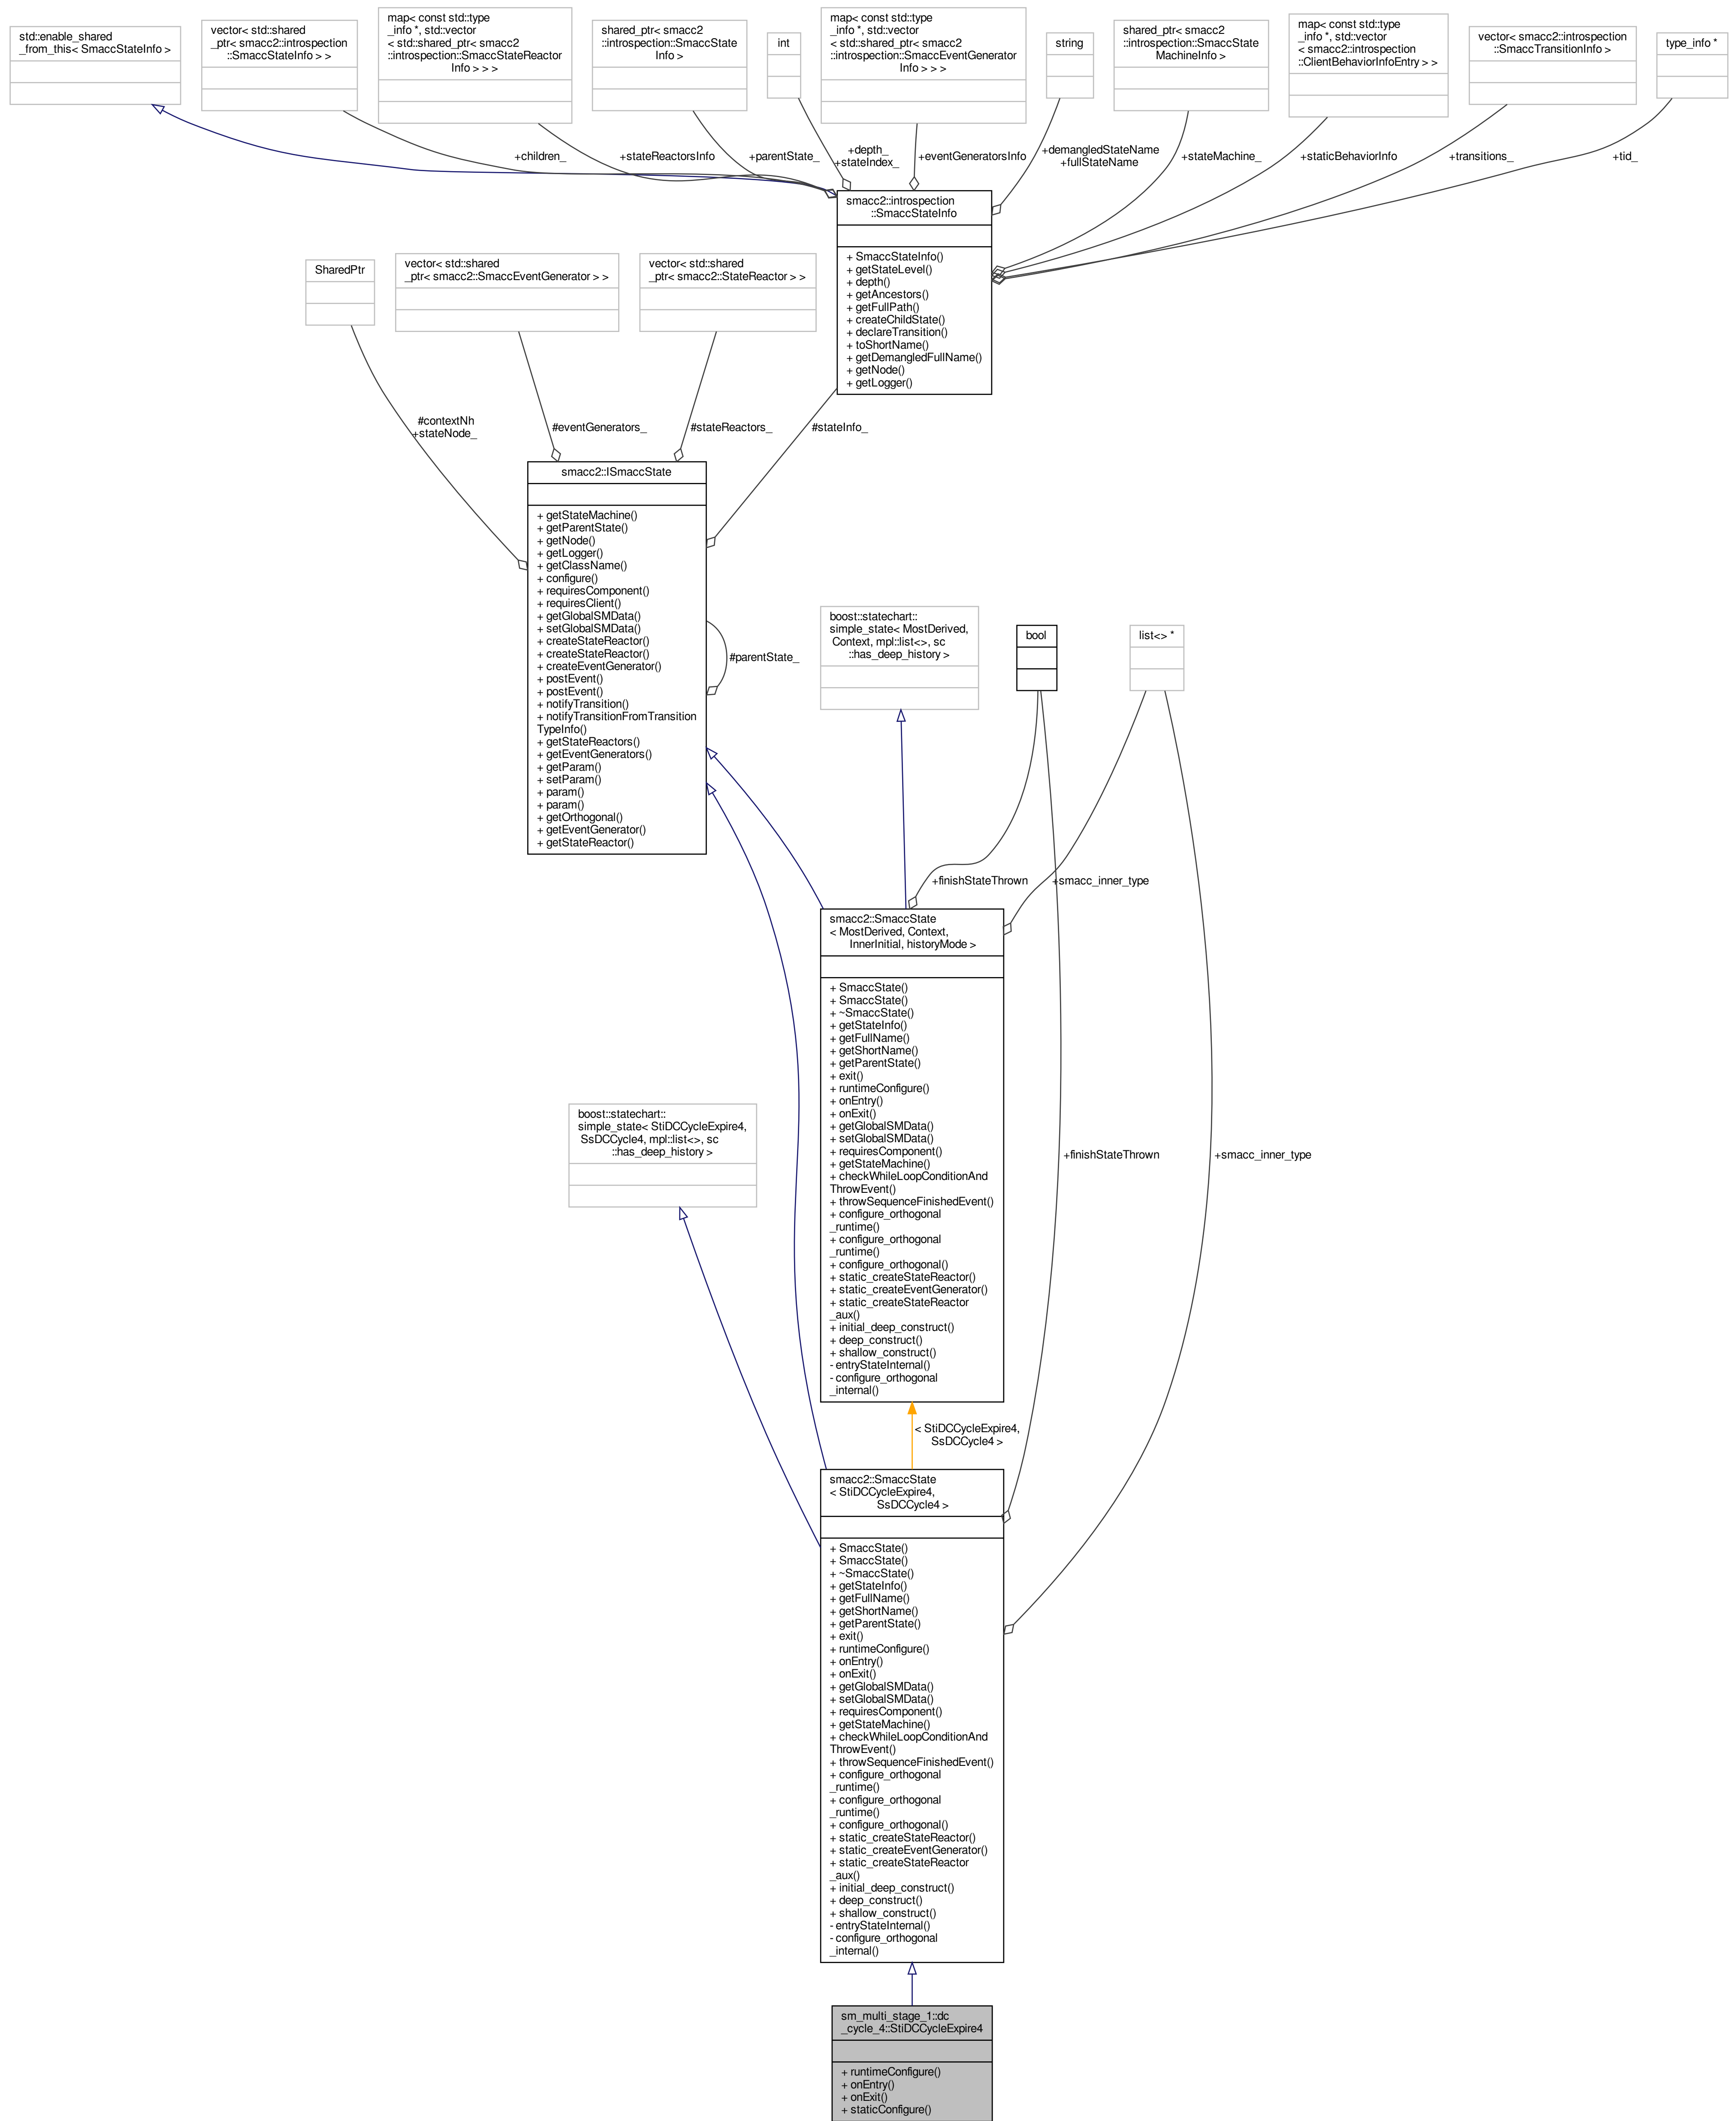 std::enable_shared
_from_this< SmaccStateInfo >
vector< std::shared
_ptr< smacc2::introspection
::SmaccStateInfo > >
map< const std::type
_info *, std::vector
< std::shared_ptr< smacc2
::introspection::SmaccStateReactor
Info > > >
shared_ptr< smacc2
::introspection::SmaccState
Info >
int
map< const std::type
_info *, std::vector
< std::shared_ptr< smacc2
::introspection::SmaccEventGenerator
Info > > >
string
shared_ptr< smacc2
::introspection::SmaccState
MachineInfo >
map< const std::type
_info *, std::vector
< smacc2::introspection
::ClientBehaviorInfoEntry > >
vector< smacc2::introspection
::SmaccTransitionInfo >
type_info *
+children_
+stateReactorsInfo
+parentState_
+depth_
+stateIndex_
+eventGeneratorsInfo
+demangledStateName
+fullStateName
+stateMachine_
+staticBehaviorInfo
+transitions_
+tid_
smacc2::introspection
::SmaccStateInfo
+ SmaccStateInfo()
+ getStateLevel()
+ depth()
+ getAncestors()
+ getFullPath()
+ createChildState()
+ declareTransition()
+ toShortName()
+ getDemangledFullName()
+ getNode()
+ getLogger()
SharedPtr
vector< std::shared
_ptr< smacc2::SmaccEventGenerator > >
vector< std::shared
_ptr< smacc2::StateReactor > >
#contextNh
+stateNode_
#eventGenerators_
#stateReactors_
#stateInfo_
smacc2::ISmaccState
+ getStateMachine()
+ getParentState()
+ getNode()
+ getLogger()
+ getClassName()
+ configure()
+ requiresComponent()
+ requiresClient()
+ getGlobalSMData()
+ setGlobalSMData()
+ createStateReactor()
+ createStateReactor()
+ createEventGenerator()
+ postEvent()
+ postEvent()
+ notifyTransition()
+ notifyTransitionFromTransition
TypeInfo()
+ getStateReactors()
+ getEventGenerators()
+ getParam()
+ setParam()
+ param()
+ param()
+ getOrthogonal()
+ getEventGenerator()
+ getStateReactor()
#parentState_
boost::statechart::
simple_state< MostDerived,
Context, mpl::list<>, sc
::has_deep_history >
bool
list<> *
+finishStateThrown
+smacc_inner_type
smacc2::SmaccState
< MostDerived, Context,
InnerInitial, historyMode >
+ SmaccState()
+ SmaccState()
+ ~SmaccState()
+ getStateInfo()
+ getFullName()
+ getShortName()
+ getParentState()
+ exit()
+ runtimeConfigure()
+ onEntry()
+ onExit()
+ getGlobalSMData()
+ setGlobalSMData()
+ requiresComponent()
+ getStateMachine()
+ checkWhileLoopConditionAnd
ThrowEvent()
+ throwSequenceFinishedEvent()
+ configure_orthogonal
_runtime()
+ configure_orthogonal
_runtime()
+ configure_orthogonal()
+ static_createStateReactor()
+ static_createEventGenerator()
+ static_createStateReactor
_aux()
+ initial_deep_construct()
+ deep_construct()
+ shallow_construct()
- entryStateInternal()
- configure_orthogonal
_internal()
boost::statechart::
simple_state< StiDCCycleExpire4,
SsDCCycle4, mpl::list<>, sc
::has_deep_history >
+finishStateThrown
+smacc_inner_type
< StiDCCycleExpire4,
SsDCCycle4 >
smacc2::SmaccState
< StiDCCycleExpire4,
SsDCCycle4 >
+ SmaccState()
+ SmaccState()
+ ~SmaccState()
+ getStateInfo()
+ getFullName()
+ getShortName()
+ getParentState()
+ exit()
+ runtimeConfigure()
+ onEntry()
+ onExit()
+ getGlobalSMData()
+ setGlobalSMData()
+ requiresComponent()
+ getStateMachine()
+ checkWhileLoopConditionAnd
ThrowEvent()
+ throwSequenceFinishedEvent()
+ configure_orthogonal
_runtime()
+ configure_orthogonal
_runtime()
+ configure_orthogonal()
+ static_createStateReactor()
+ static_createEventGenerator()
+ static_createStateReactor
_aux()
+ initial_deep_construct()
+ deep_construct()
+ shallow_construct()
- entryStateInternal()
- configure_orthogonal
_internal()
sm_multi_stage_1::dc
_cycle_4::StiDCCycleExpire4
+ runtimeConfigure()
+ onEntry()
+ onExit()
+ staticConfigure()